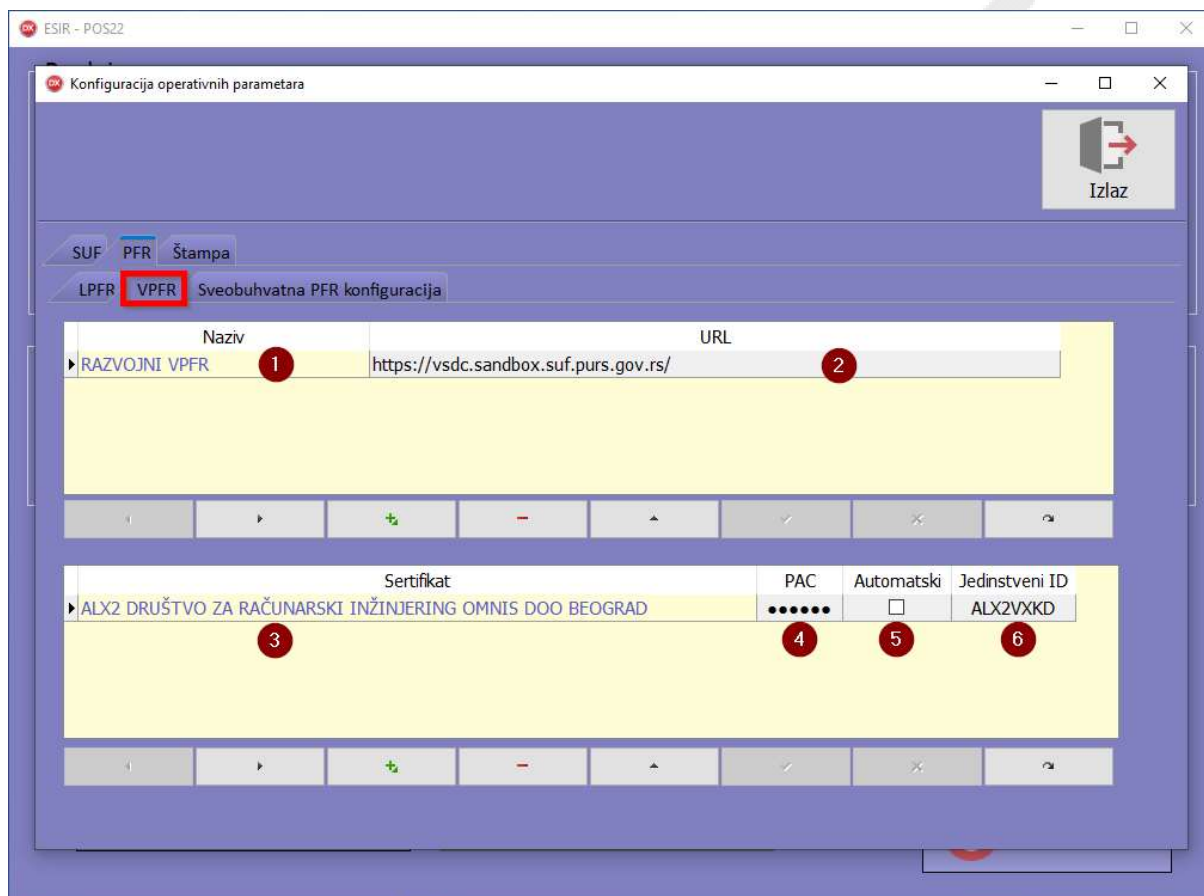 ESIR - POS22
Konfiguracija operativnih parametara
Izlaz
SUF PFR Štampa
LPFR VPFR Sveobuhvatna PFR konfiguracija
Naziv URL
RAZVOJNI VPFR 1 https://vsdc.sandbox.suf.purs.gov.rs/ 2
Sertifikat PAC Automatski Jedinstveni ID
ALX2 DRUŠTVO ZA RAČUNARSKI INŽINJERING OMNIS DOO BEOGRAD •••••• ALX2VXKD
3 4 5 6